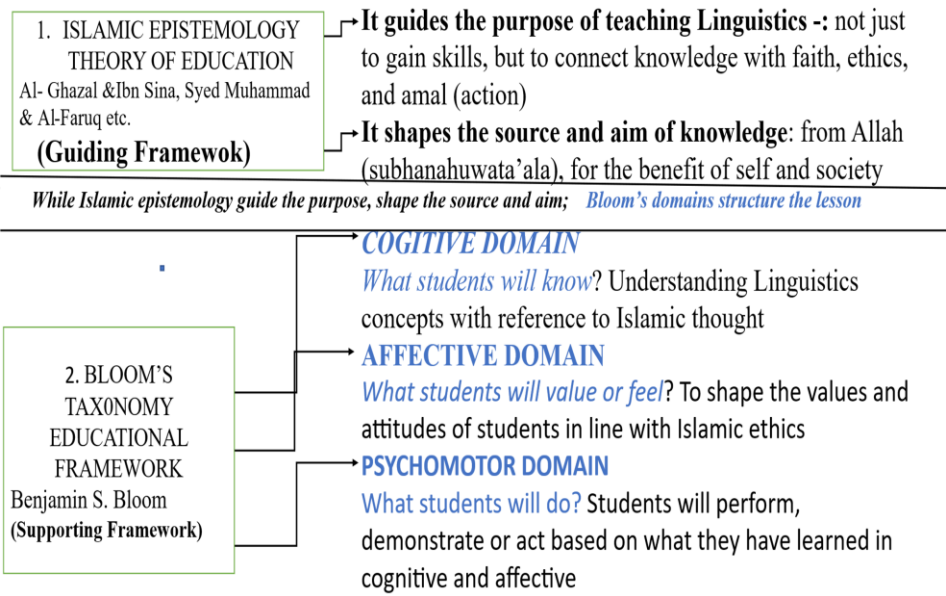 1. ISLAMIC EPISTEMOLOGY
THEORY OF EDUCATION
Al- Ghazal &Ibn Sina, Syed Muhammad
& Al-Faruq etc.
(Guiding Framewok)
It guides the purpose of teaching Linguistics -: not just
to gain skills, but to connect knowledge with faith, ethics,
and amal (action)
It shapes the source and aim of knowledge: from Allah
(subhanahuwata’ala), for the benefit of self and society
While Islamic epistemology guide the purpose, shape the source and aim; Bloom’s domains structure the lesson
COGITIVE DOMAIN
What students will know? Understanding Linguistics
concepts with reference to Islamic thought
2. BLOOM’S
TAX0NOMY
EDUCATIONAL
FRAMEWORK
Benjamin S. Bloom
(Supporting Framework)
AFFECTIVE DOMAIN
What students will value or feel? To shape the values and
attitudes of students in line with Islamic ethics
PSYCHOMOTOR DOMAIN
What students will do? Students will perform,
demonstrate or act based on what they have learned in
cognitive and affective